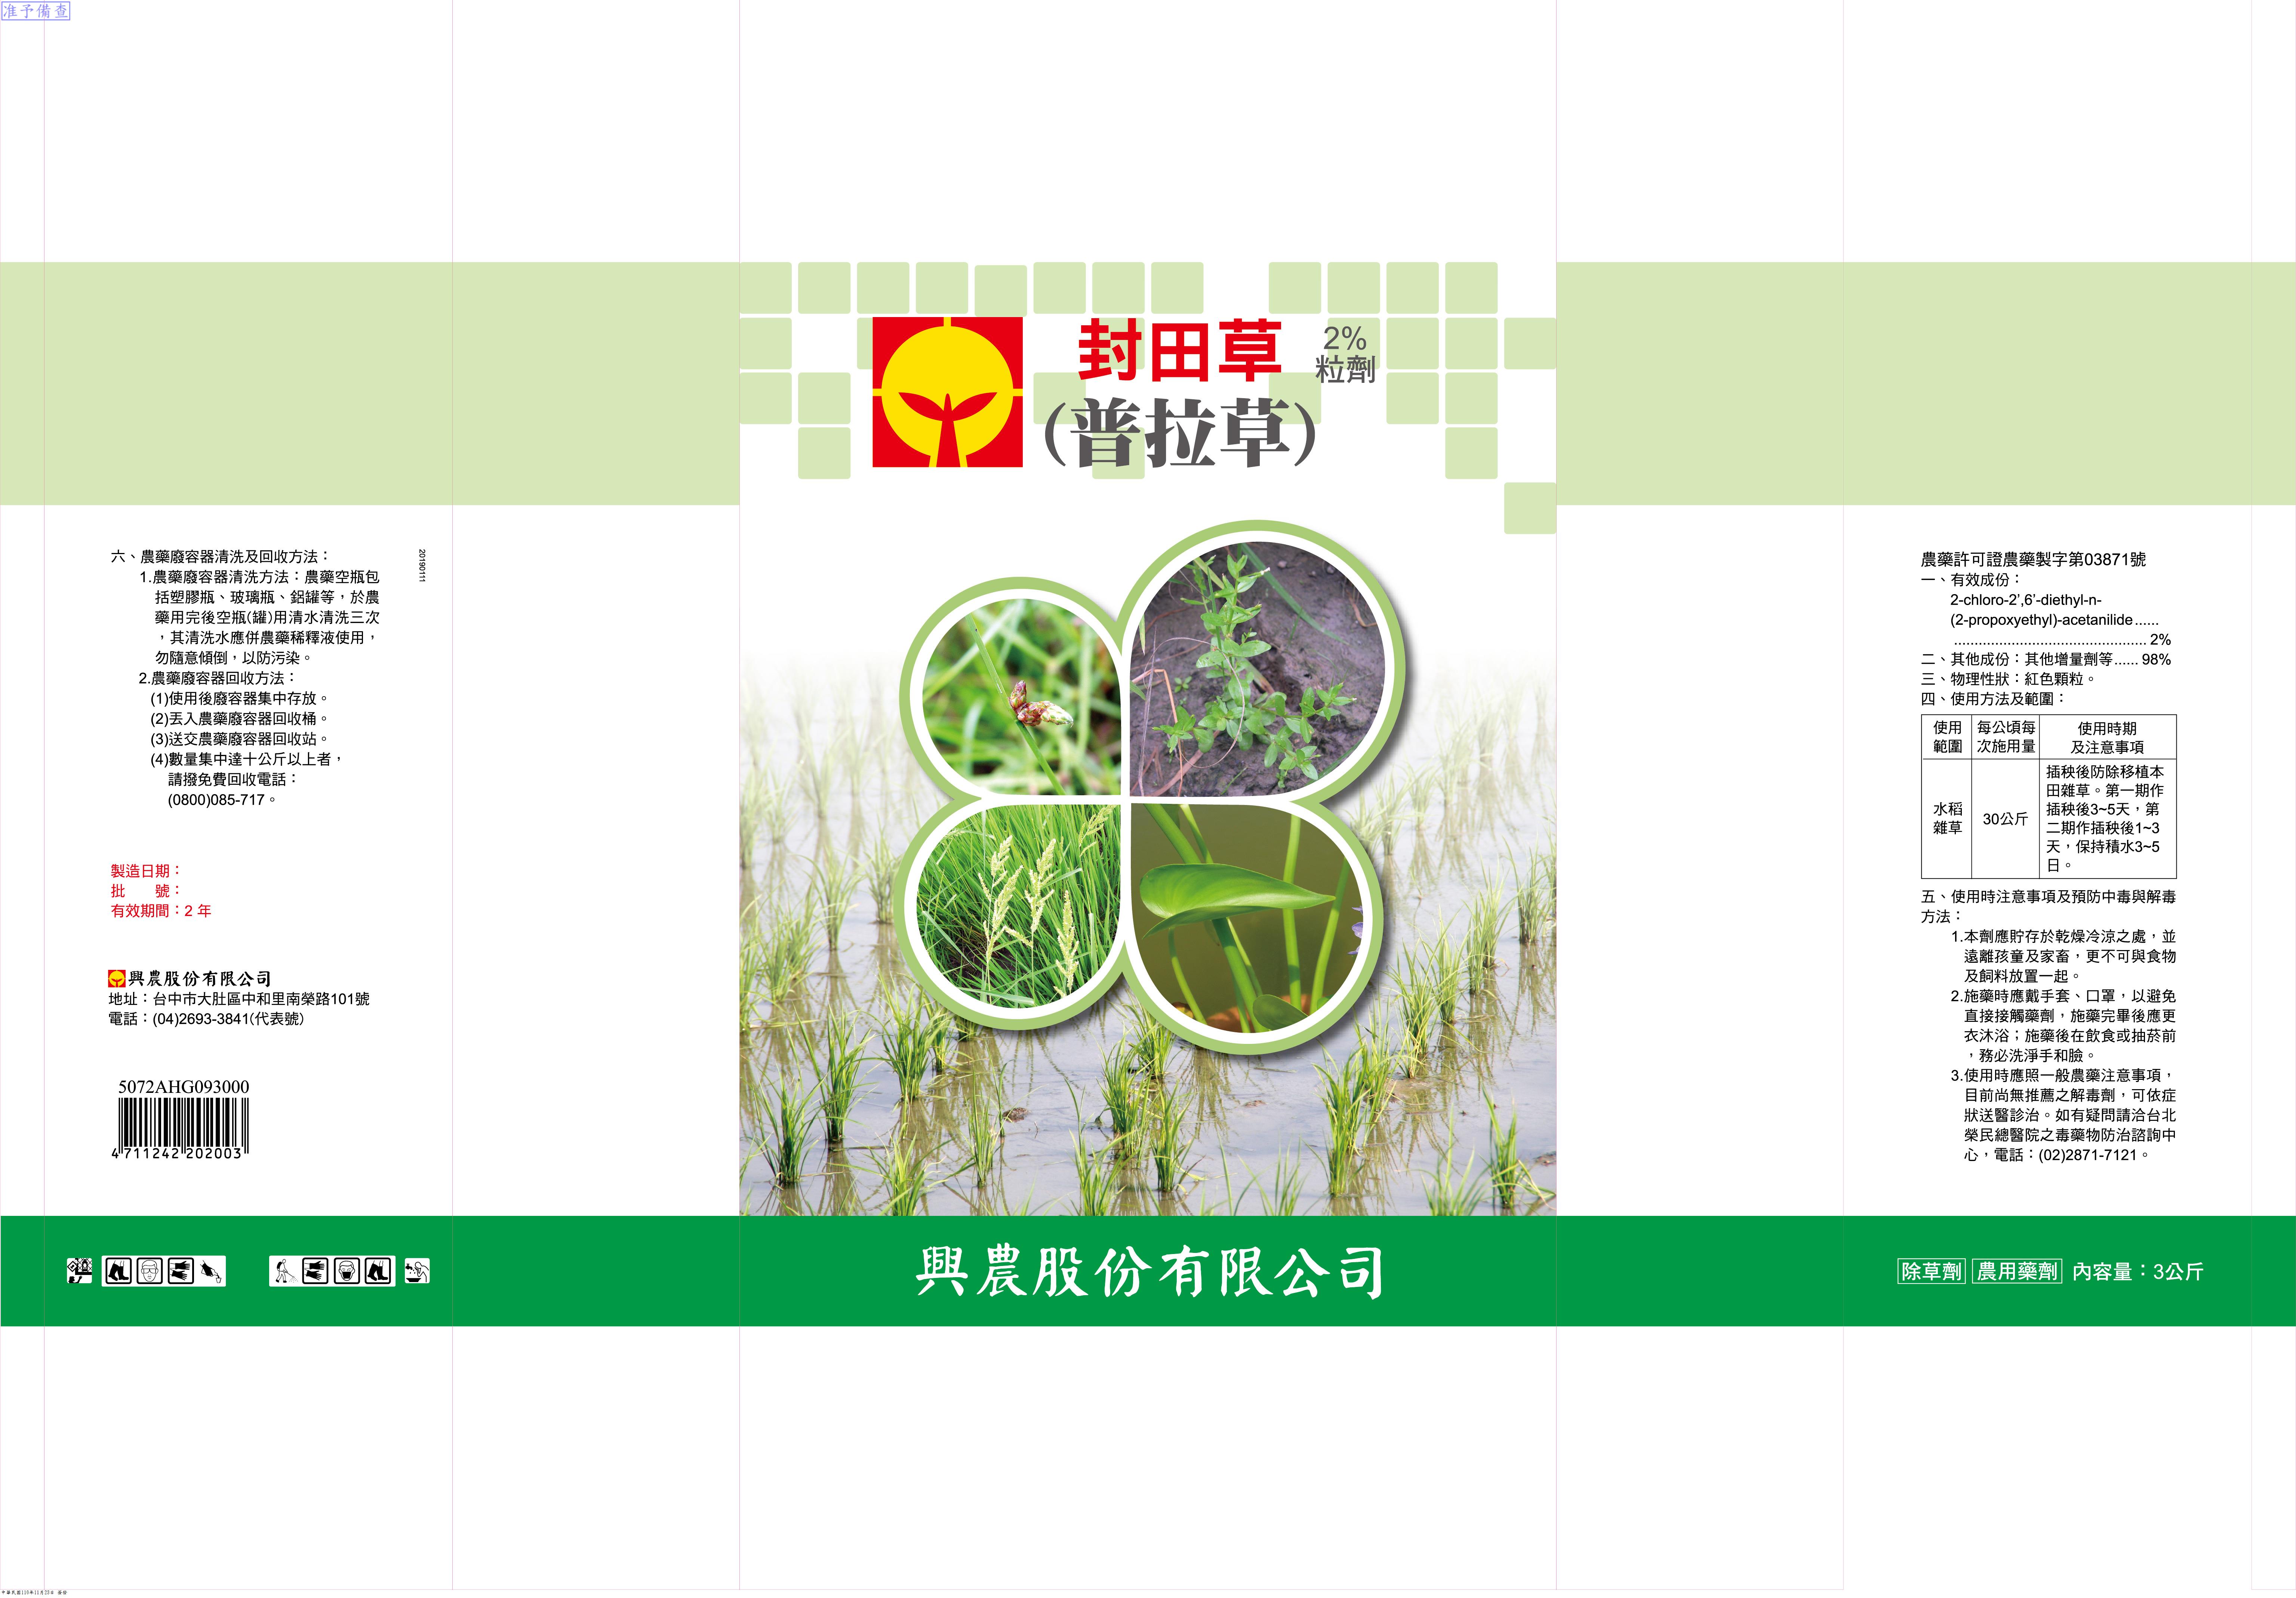 准予備查
封田草
2%
粒劑
(普拉草)
六、農藥廢容器清洗及回收方法：
1.農藥廢容器清洗方法：農藥空瓶包
括塑膠瓶、玻璃瓶、鋁罐等，於農
藥用完後空瓶(罐)用清水清洗三次
，其清洗水應併農藥稀釋液使用，
勿隨意傾倒，以防污染。
2.農藥廢容器回收方法：
(1)使用後廢容器集中存放。
(2)丟入農藥廢容器回收桶。
(3)送交農藥廢容器回收站。
(4)數量集中達十公斤以上者，
請撥免費回收電話：
(0800)085-717。
20190111
製造日期：
批　　號：
有效期間：2 年
興農股份有限公司
地址：台中市大肚區中和里南榮路101號
電話：(04)2693-3841(代表號)
5072AHG093000
4 711242 202003
興農股份有限公司
農藥許可證農藥製字第03871號
一、有效成份：
2-chloro-2’,6’-diethyl-n-
(2-propoxyethyl)-acetanilide......
............................................... 2%
二、其他成份：其他增量劑等...... 98%
三、物理性狀：紅色顆粒。
四、使用方法及範圍：
使用
範圍
每公頃每
次施用量
使用時期
及注意事項
水稻
雜草
30公斤
插秧後防除移植本
田雜草。第一期作
插秧後3~5天，第
二期作插秧後1~3
天，保持積水3~5
日。
五、使用時注意事項及預防中毒與解毒
方法：
1.本劑應貯存於乾燥冷涼之處，並
遠離孩童及家畜，更不可與食物
及飼料放置一起。
2.施藥時應戴手套、口罩，以避免
直接接觸藥劑，施藥完畢後應更
衣沐浴；施藥後在飲食或抽菸前
，務必洗淨手和臉。
3.使用時應照一般農藥注意事項，
目前尚無推薦之解毒劑，可依症
狀送醫診治。如有疑問請洽台北
榮民總醫院之毒藥物防治諮詢中
心，電話：(02)2871-7121。
除草劑 農用藥劑 內容量：3公斤